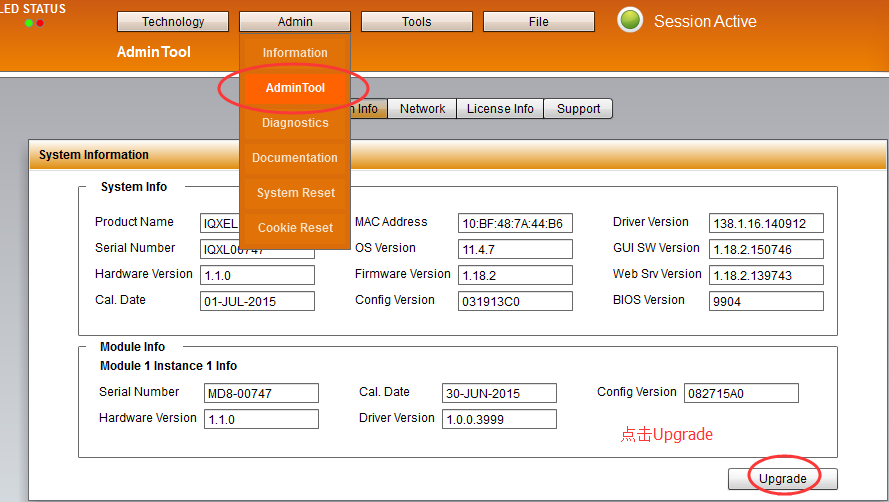 LED STATUS
Technology Admin Tools File Session Active
Admin Tool
Information
AdminTool
Diagnostics
Documentation
System Reset
Cookie Reset
Info Network License Info Support
System Information
System Info
Product Name IQXEL MAC Address 10:BF:48:7A:44:B6 Driver Version 138.1.16.140912
Serial Number IQXL00747 OS Version 11.4.7 GUI SW Version 1.18.2.150746
Hardware Version 1.1.0 Firmware Version 1.18.2 Web Srv Version 1.18.2.139743
Cal. Date 01-JUL-2015 Config Version 031913C0 BIOS Version 9904
Module Info
Module 1 Instance 1 Info
Serial Number MD8-00747 Cal. Date 30-JUN-2015 Config Version 082715A0
Hardware Version 1.1.0 Driver Version 1.0.0.3999
点击Upgrade
Upgrade